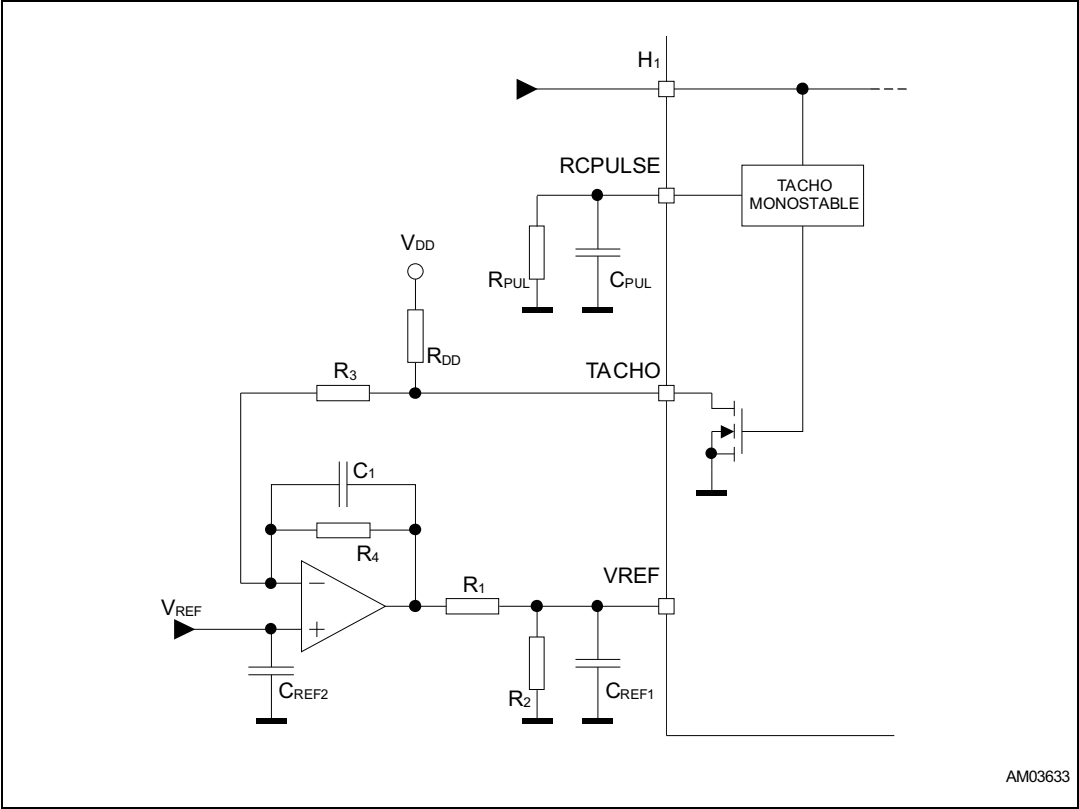 H1
RCPULSE
TACHO
MONOSTABLE
VDD
RPUL
CPUL
RDD
R3
TACHO
C1
R4
VREF
R1
VREF
−
+
CREF2
R2
CREF1
AM03633